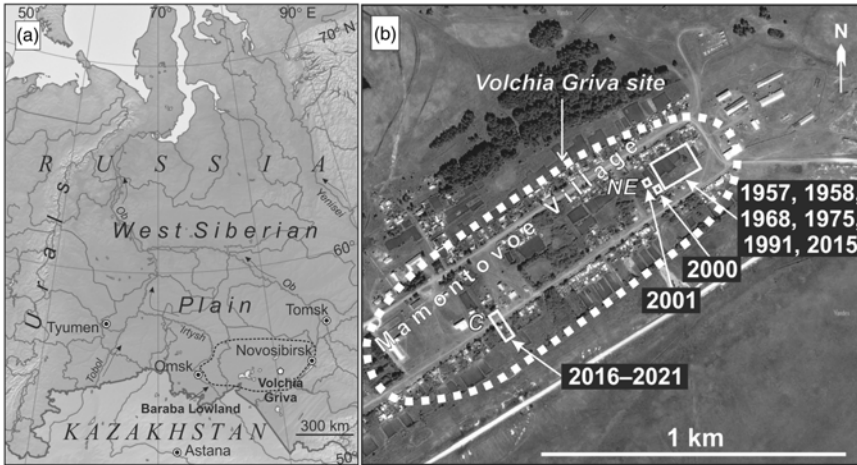 (a)
70°
90° E
70° N
RUSSIA
Urals
Ob
Yenisei
West Siberian
60°
Ob
Plain
Tomsk
Tyumen
Irtysh
Tobol
Novosibirsk
Omsk
Volchia
Griva
Baraba Lowland
300 km
KAZAKHSTAN
Astana
50°
(b)
N
Volchia Griva site
Mamontovoe Village
NE
1957, 1958,
1968, 1975,
1991, 2015
2000
2001
C
2016–2021
1 km